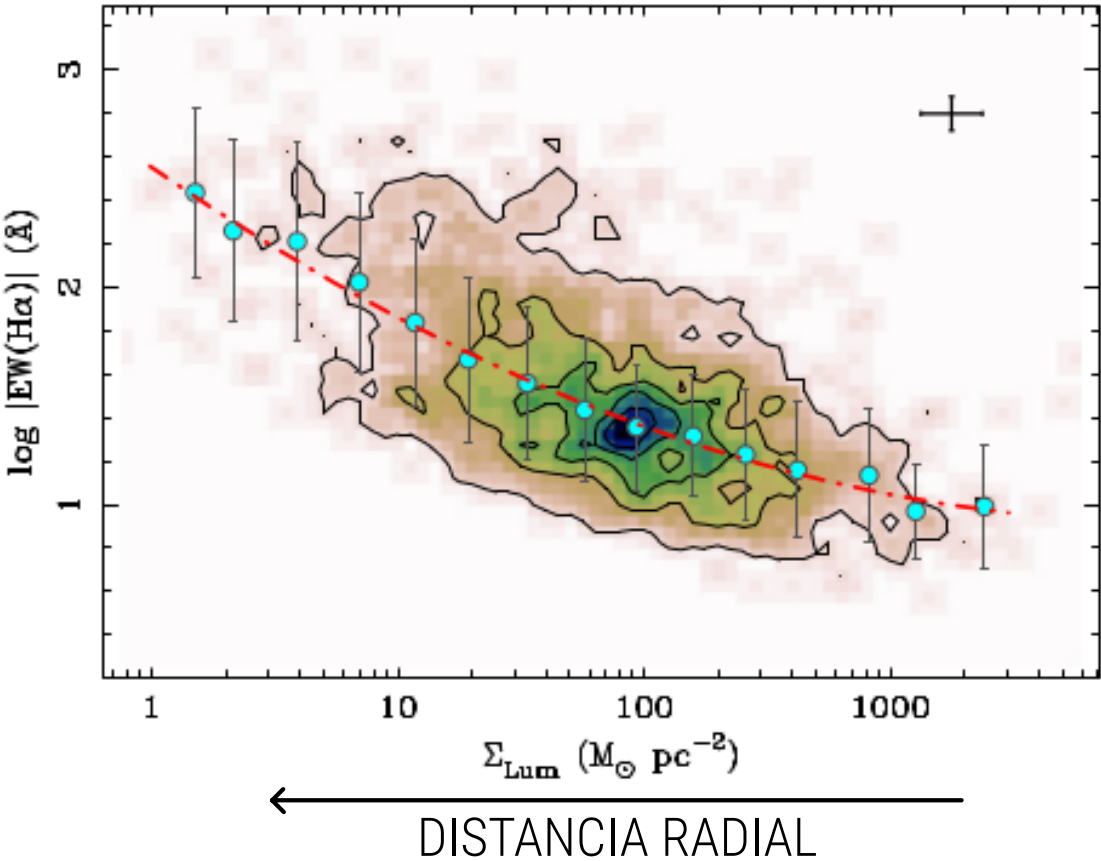 3
2
1
log |EW(Hα)| (Å)
1 10 100 1000
Σ_Lum (M_⊙ pc⁻²)
DISTANCIA RADIAL